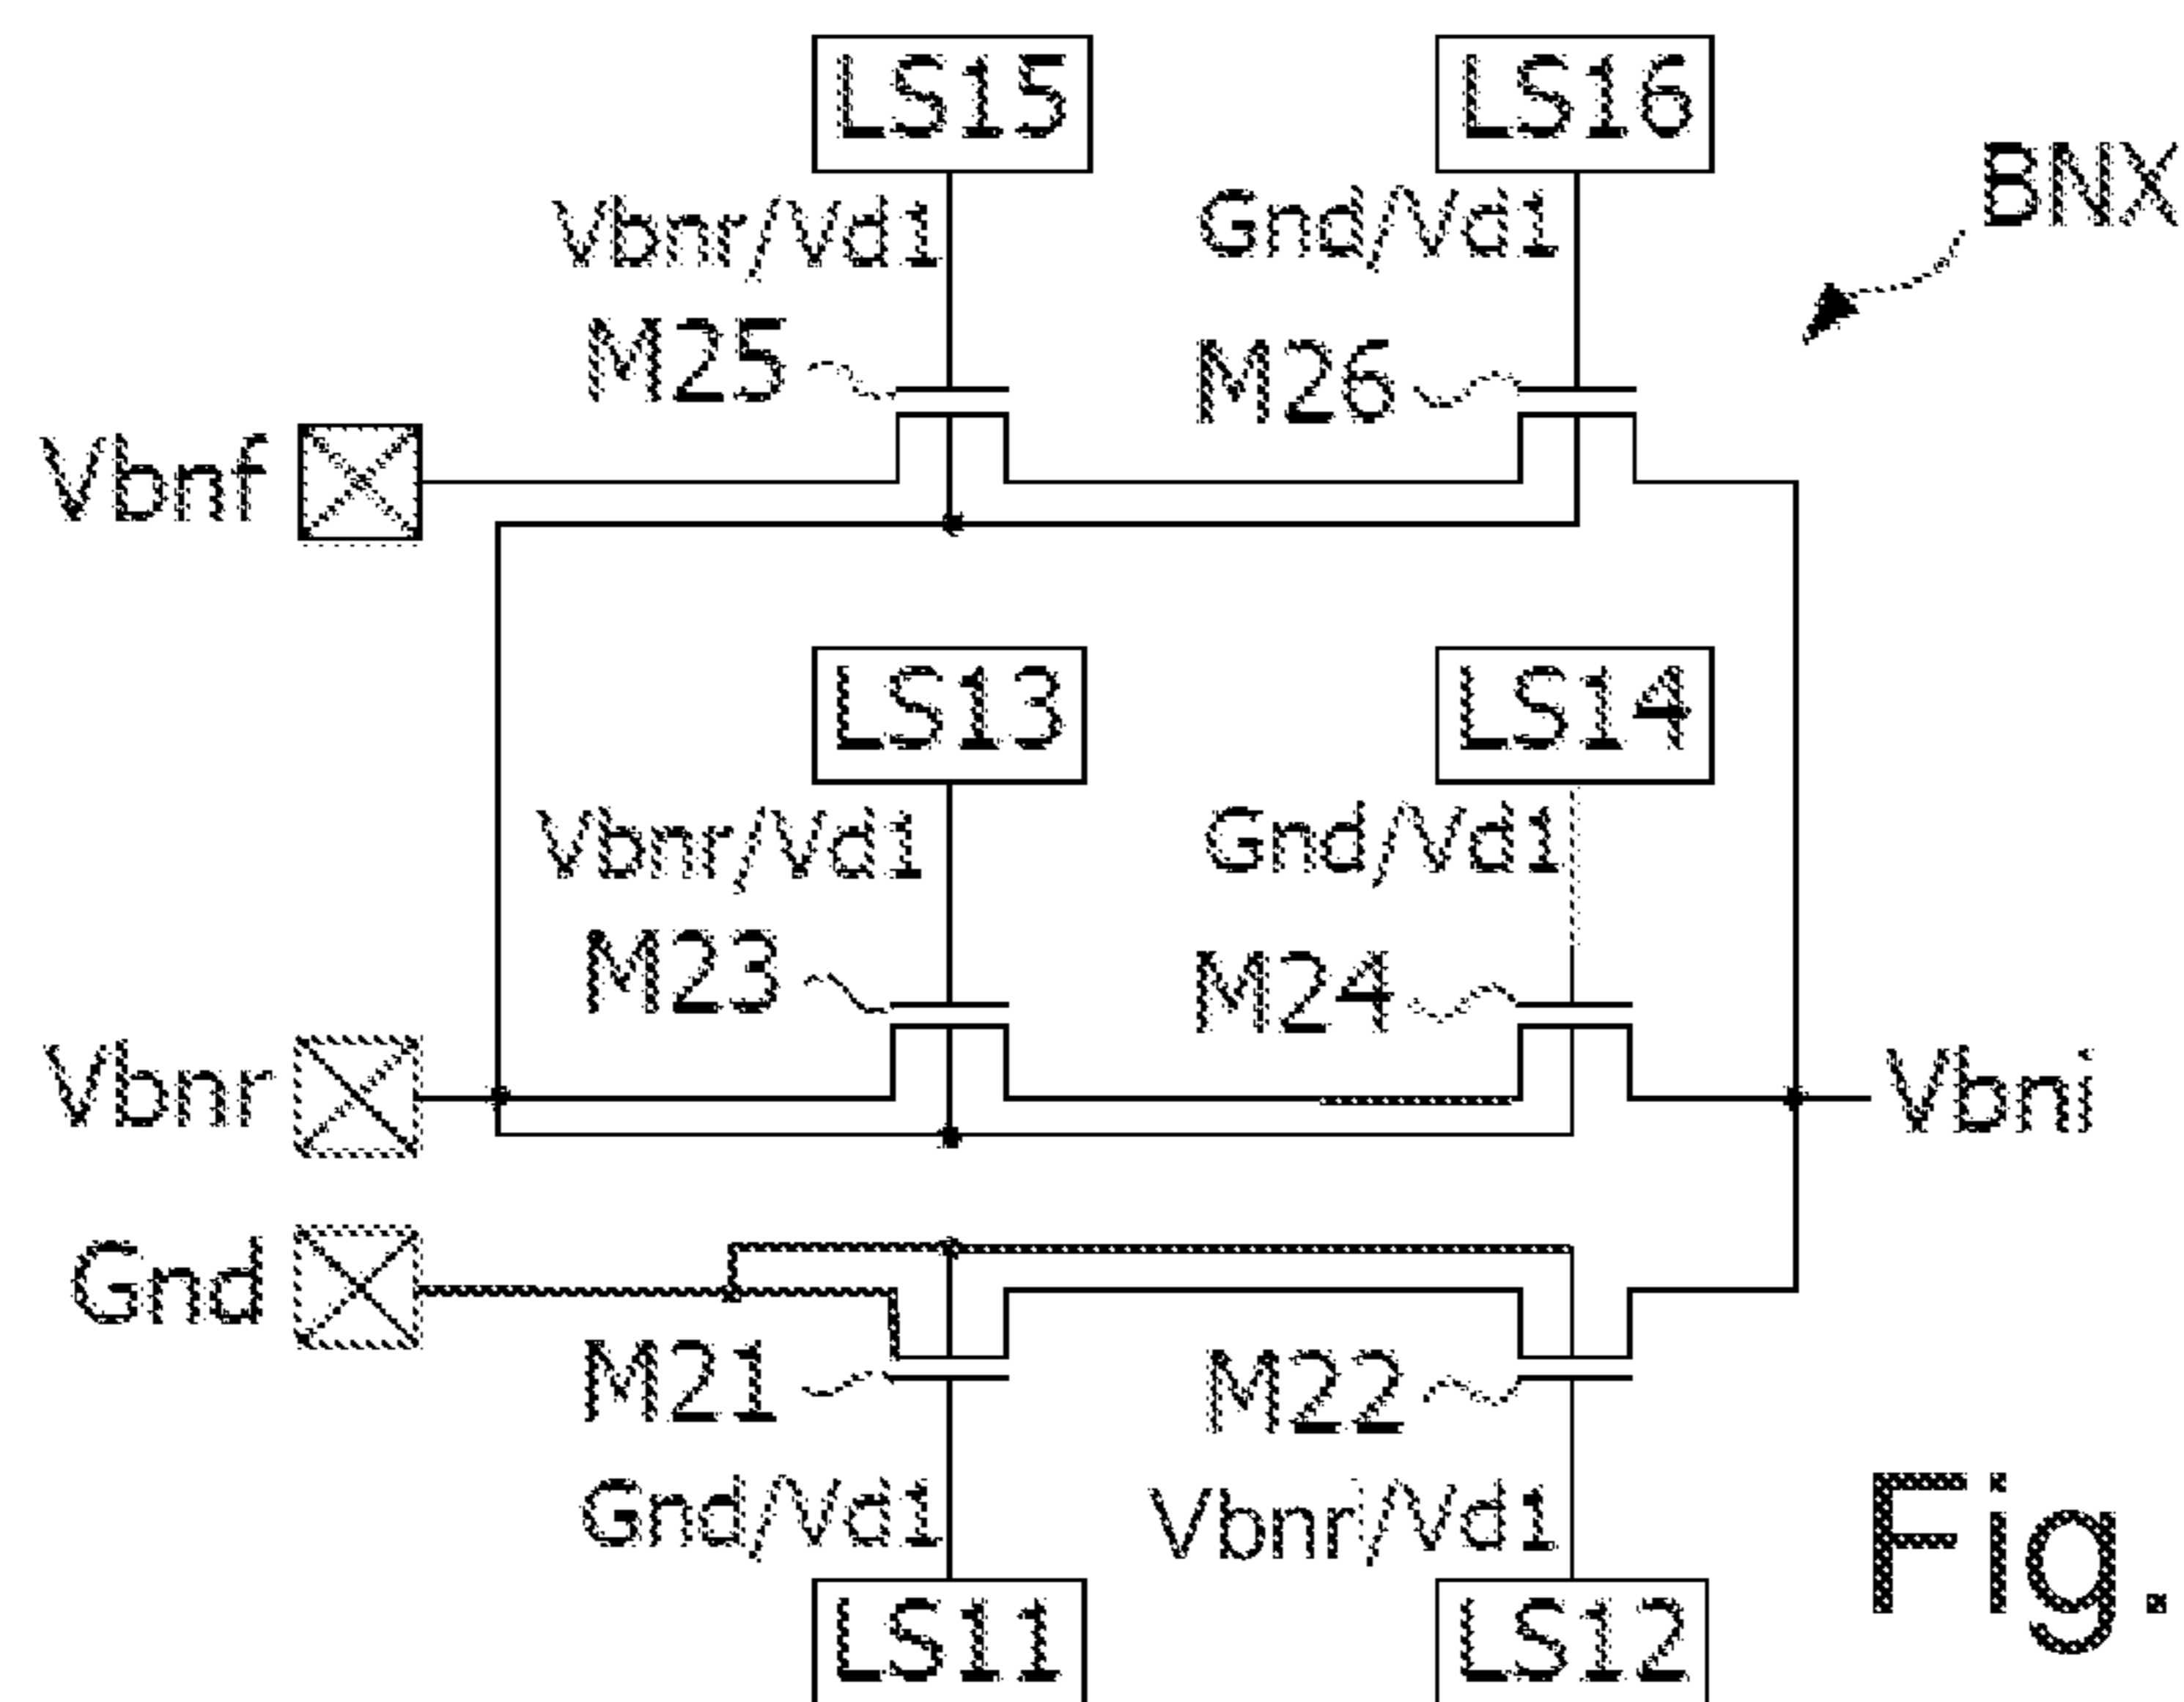 LS15 LS16
BNX
Vbnr/Vd1 Gnd/Vd1
M25 M26
Vbnf
LS13 LS14
Vbnr/Vd1 Gnd/Vd1
M23 M24
Vbnr Vbni
Gnd
M21 M22
Gnd/Vd1 Vbnr/Vd1
Fig.
LS11 LS12